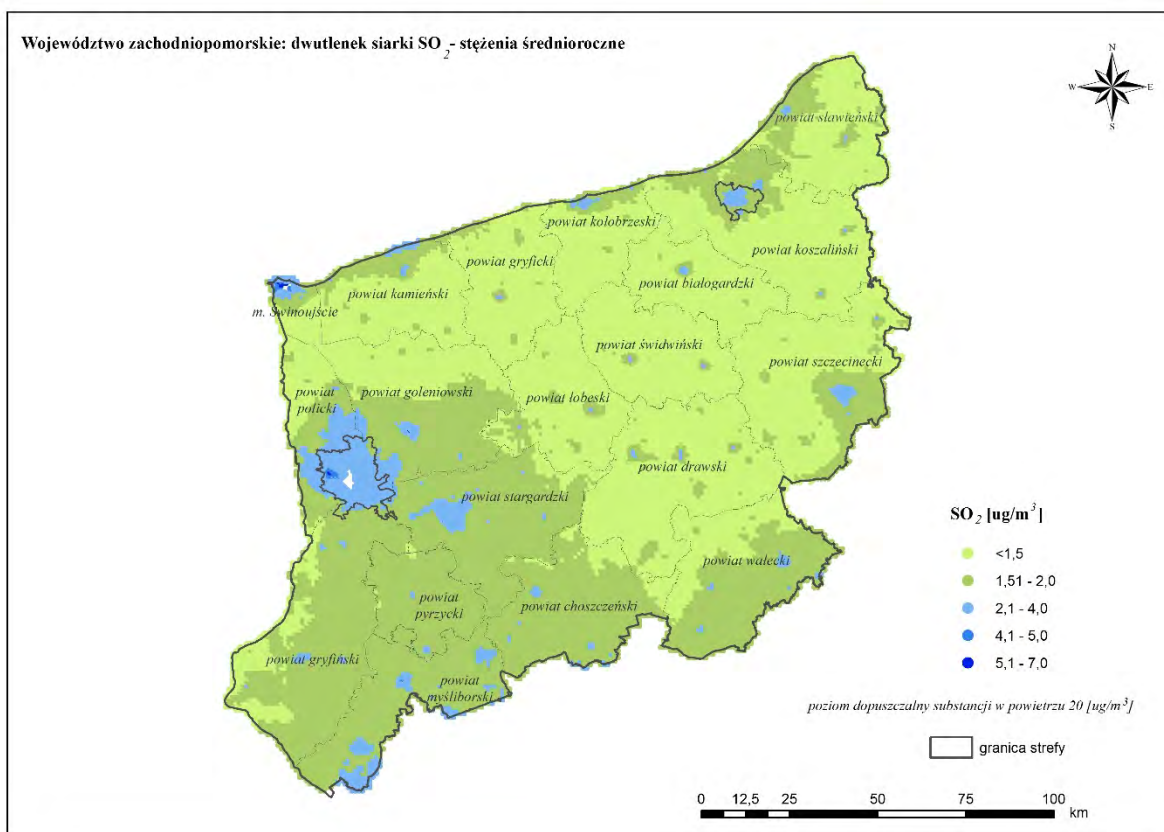 Województwo zachodniopomorskie: dwutlenek siarki SO2- stężenia średnioroczne
N
W E
S
powiat sławieński
powiat kołobrzeski
powiat koszaliński
powiat gryficki
powiat białogardzki
powiat kamieński
m. Świnoujście
powiat świdwiński
powiat szczecinecki
powiat goleniowski
powiat
policki
powiat łobeski
powiat drawski
powiat stargardzki
powiat wałecki
powiat
pyrzycki
powiat choszczeński
powiat gryfiński
powiat
myśliborski
SO2 [ug/m3]
<1,5
1,51 - 2,0
2,1 - 4,0
4,1 - 5,0
5,1 - 7,0
poziom dopuszczalny substancji w powietrzu 20 [ug/m3]
granica strefy
0 12,5 25 50 75 100
km